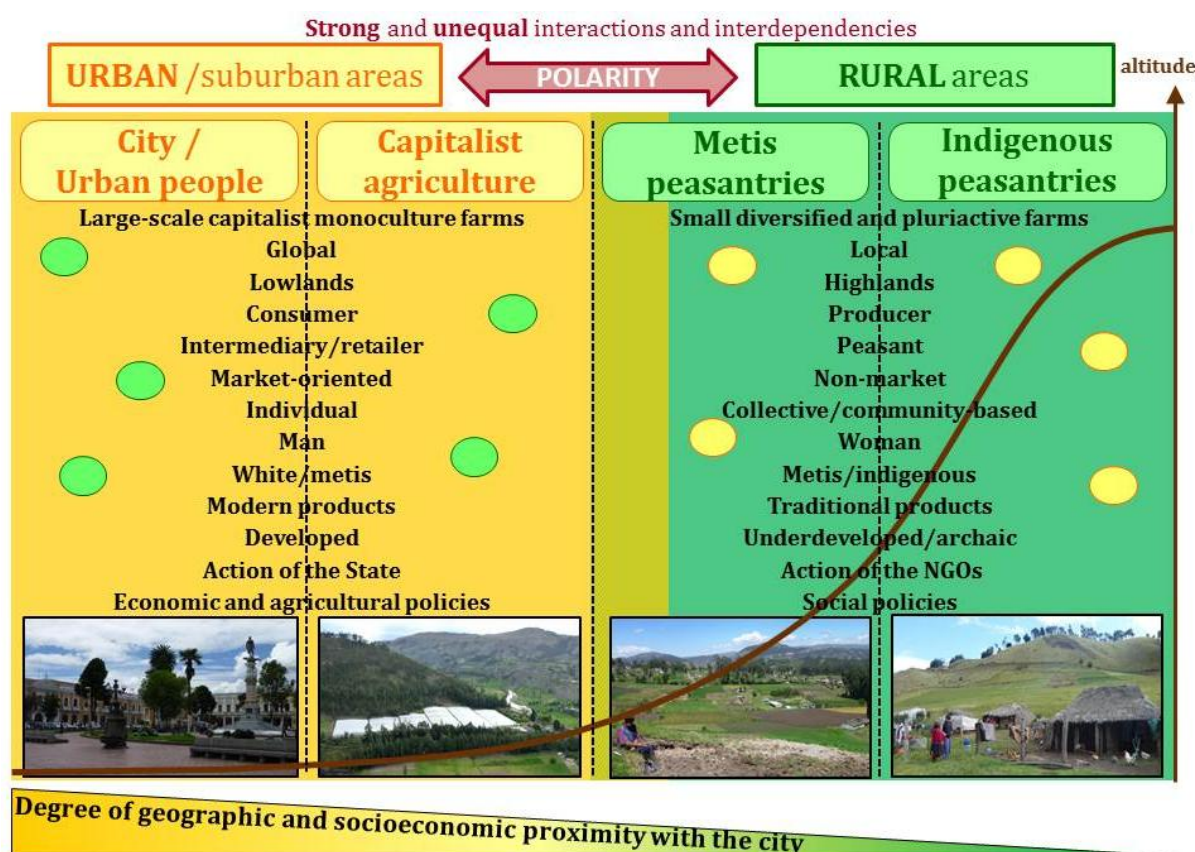 Strong and unequal interactions and interdependencies
URBAN /suburban areas
POLARITY
RURAL areas
altitude
City /
Urban people
Capitalist
agriculture
Metis
peasantries
Indigenous
peasantries
Large-scale capitalist monoculture farms
Small diversified and pluriactive farms
Global
Local
Lowlands
Highlands
Consumer
Producer
Intermediary/retailer
Peasant
Market-oriented
Non-market
Individual
Collective/community-based
Man
Woman
White/metis
Metis/indigenous
Modern products
Traditional products
Developed
Underdeveloped/archaic
Action of the State
Action of the NGOs
Economic and agricultural policies
Social policies
Degree of geographic and socioeconomic proximity with the city